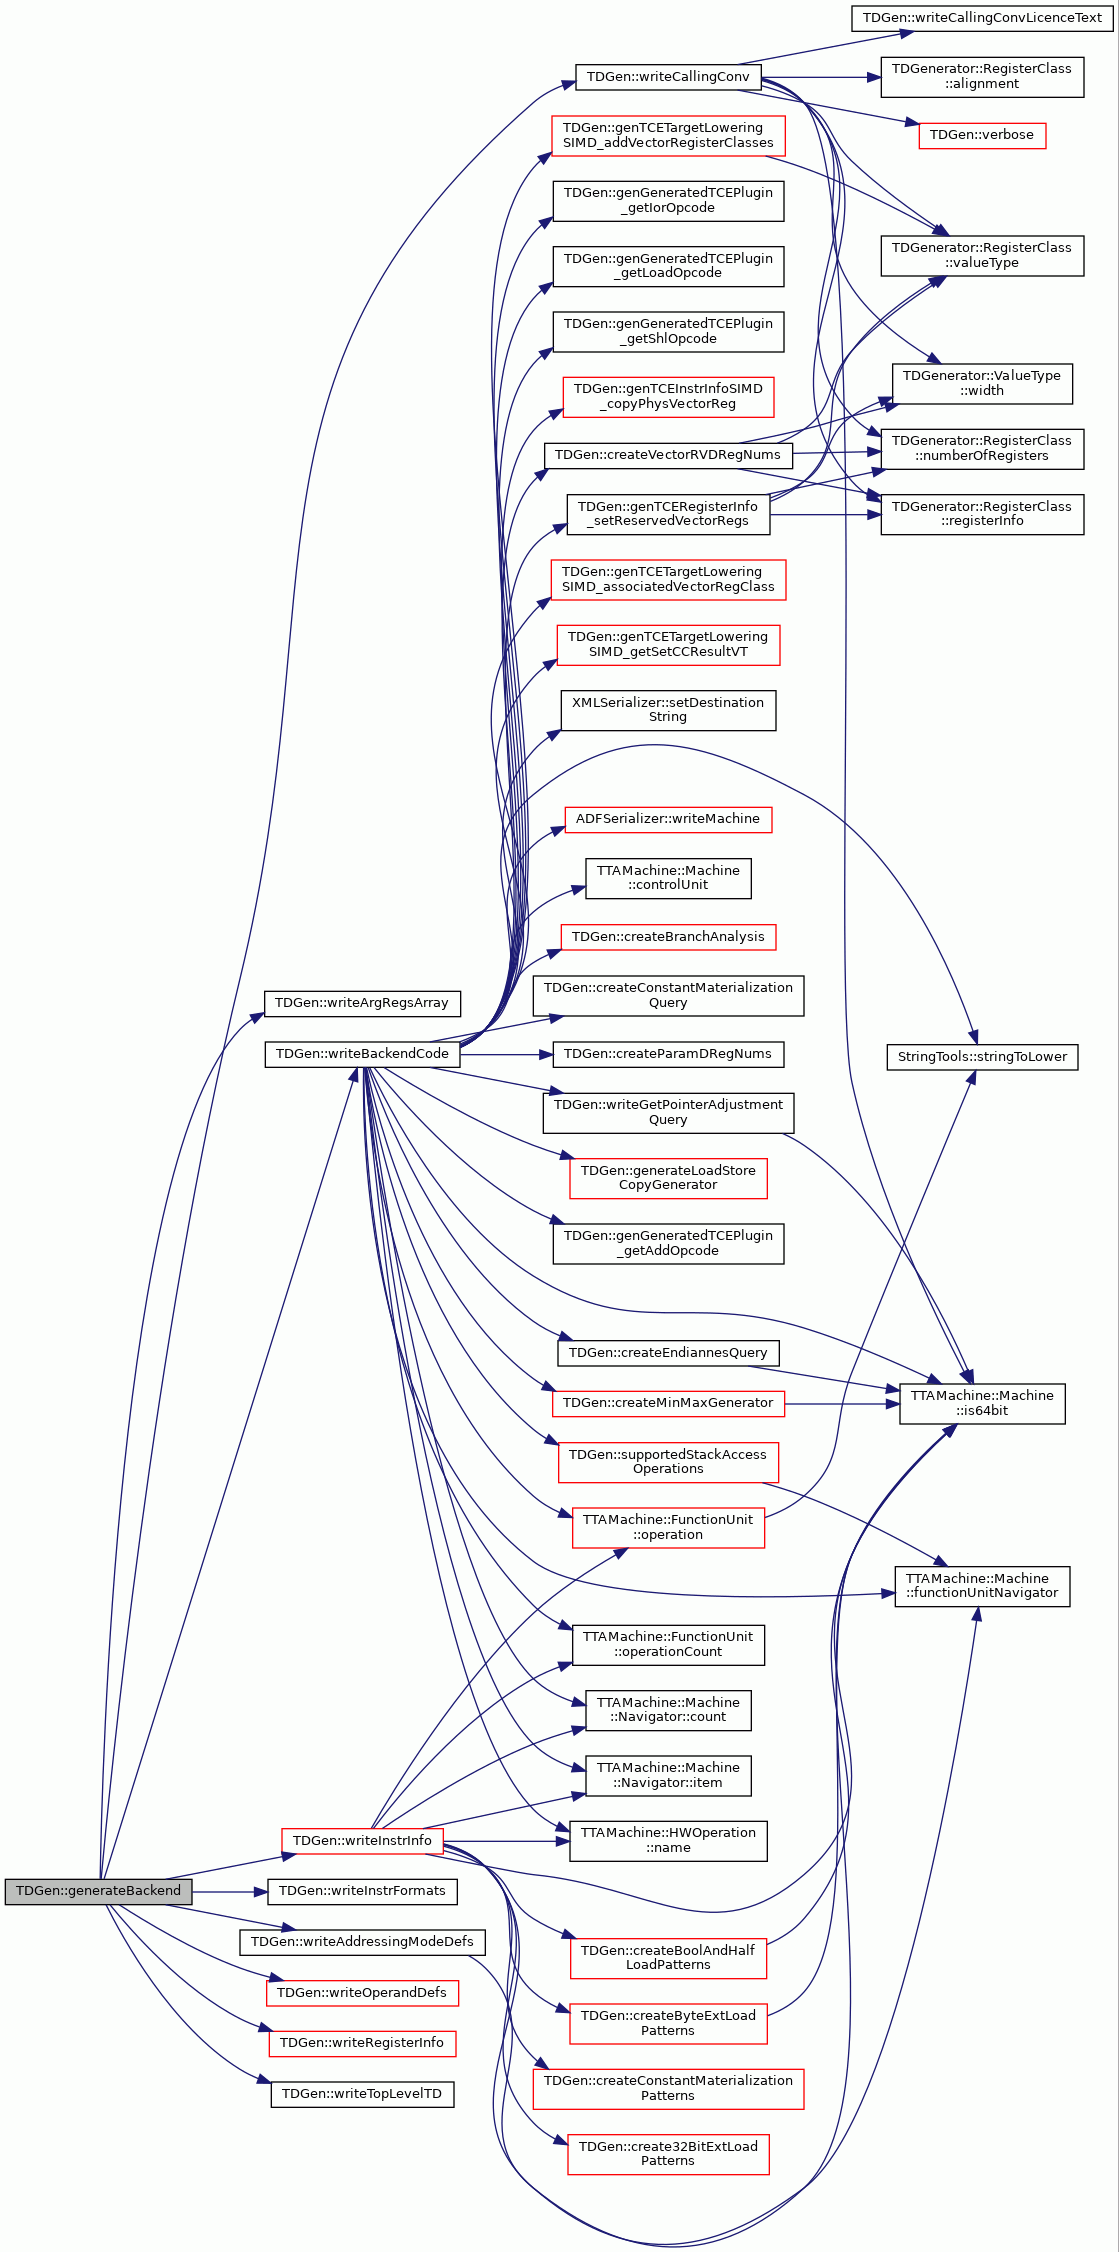 TDGen::writeCallingConvLicenceText
TDGenerator::RegisterClass
::alignment
TDGen::writeCallingConv
TDGen::verbose
TDGen::genTCETargetLowering
SIMD_addVectorRegisterClasses
TDGen::genGeneratedTCEPlugin
_getIorOpcode
TDGenerator::RegisterClass
::valueType
TDGen::genGeneratedTCEPlugin
_getLoadOpcode
TDGen::genGeneratedTCEPlugin
_getShlOpcode
TDGen::genTCEInstrInfoSIMD
_copyPhysVectorReg
TDGenerator::ValueType
::width
TDGen::createVectorRVDRegNums
TDGenerator::RegisterClass
::numberOfRegisters
TDGen::genTCERegisterInfo
_setReservedVectorRegs
TDGenerator::RegisterClass
::registerInfo
TDGen::genTCETargetLowering
SIMD_associatedVectorRegClass
TDGen::genTCETargetLowering
SIMD_getSetCCResultVT
XMLSerializer::setDestination
String
ADFSerializer::writeMachine
TTAMachine::Machine
::controlUnit
TDGen::createBranchAnalysis
TDGen::writeArgRegsArray
TDGen::createConstantMaterialization
Query
TDGen::writeBackendCode
TDGen::createParamDRegNums
StringTools::stringToLower
TDGen::writeGetPointerAdjustment
Query
TDGen::generateLoadStore
CopyGenerator
TDGen::genGeneratedTCEPlugin
_getAddOpcode
TDGen::createEndiannesQuery
TDGen::createMinMaxGenerator
TTAMachine::Machine
::is64bit
TDGen::supportedStackAccess
Operations
TTAMachine::FunctionUnit
::operation
TTAMachine::Machine
::functionUnitNavigator
TTAMachine::FunctionUnit
::operationCount
TTAMachine::Machine
::Navigator::count
TTAMachine::Machine
::Navigator::item
TDGen::writeInstrInfo
TTAMachine::HWOperation
::name
TDGen::generateBackend
TDGen::writeInstrFormats
TDGen::writeAddressingModeDefs
TDGen::createBoolAndHalf
LoadPatterns
TDGen::writeOperandDefs
TDGen::createByteExtLoad
Patterns
TDGen::writeRegisterInfo
TDGen::writeTopLevelTD
TDGen::createConstantMaterialization
Patterns
TDGen::create32BitExtLoad
Patterns